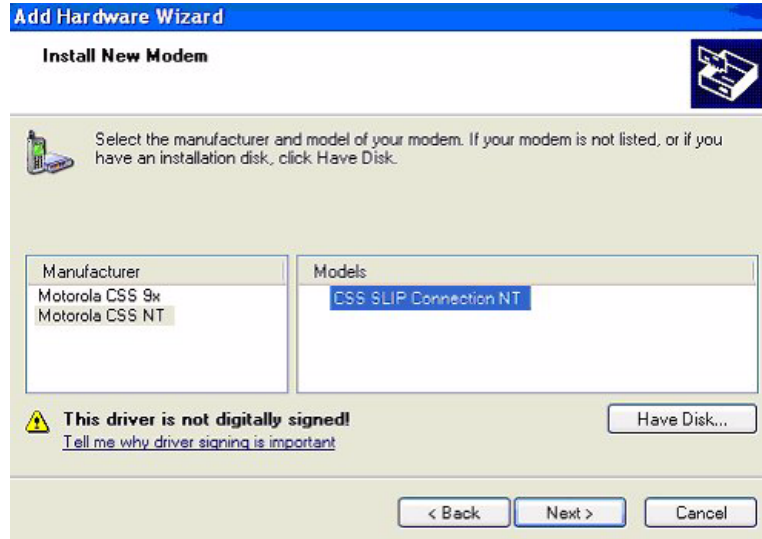 Add Hardware Wizard
Install New Modem
Select the manufacturer and model of your modem. If your modem is not listed, or if you
have an installation disk, click Have Disk.
Manufacturer
Models
Motorola CSS 9x
Motorola CSS NT
CSS SLIP Connection NT
This driver is not digitally signed!
Tell me why driver signing is important
Have Disk...
< Back
Next >
Cancel